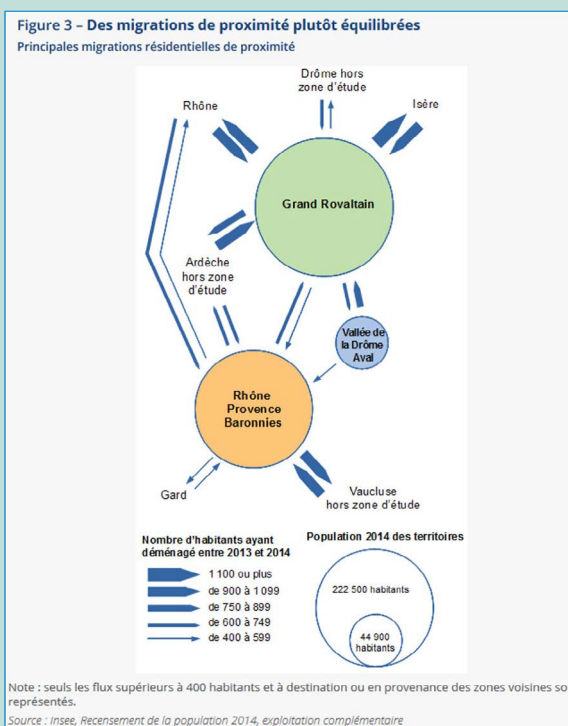 Figure 3 – Des migrations de proximité plutôt équilibrées
Principales migrations résidentielles de proximité
Drôme hors
zone d'étude
Rhône
Isère
Grand Rovaltain
Ardèche
hors zone
d'étude
Vallée de
la Drôme
Aval
Rhône
Provence
Baronnies
Gard
Vaucluse
hors zone d'étude
Nombre d'habitants ayant
déménagé entre 2013 et 2014
1 100 ou plus
de 900 à 1 099
de 750 à 899
de 600 à 749
de 400 à 599
Population 2014 des territoires
222 500 habitants
44 900
habitants
Note : seuls les flux supérieurs à 400 habitants et à destination ou en provenance des zones voisines so
représentés.
Source : Insee, Recensement de la population 2014, exploitation complémentaire